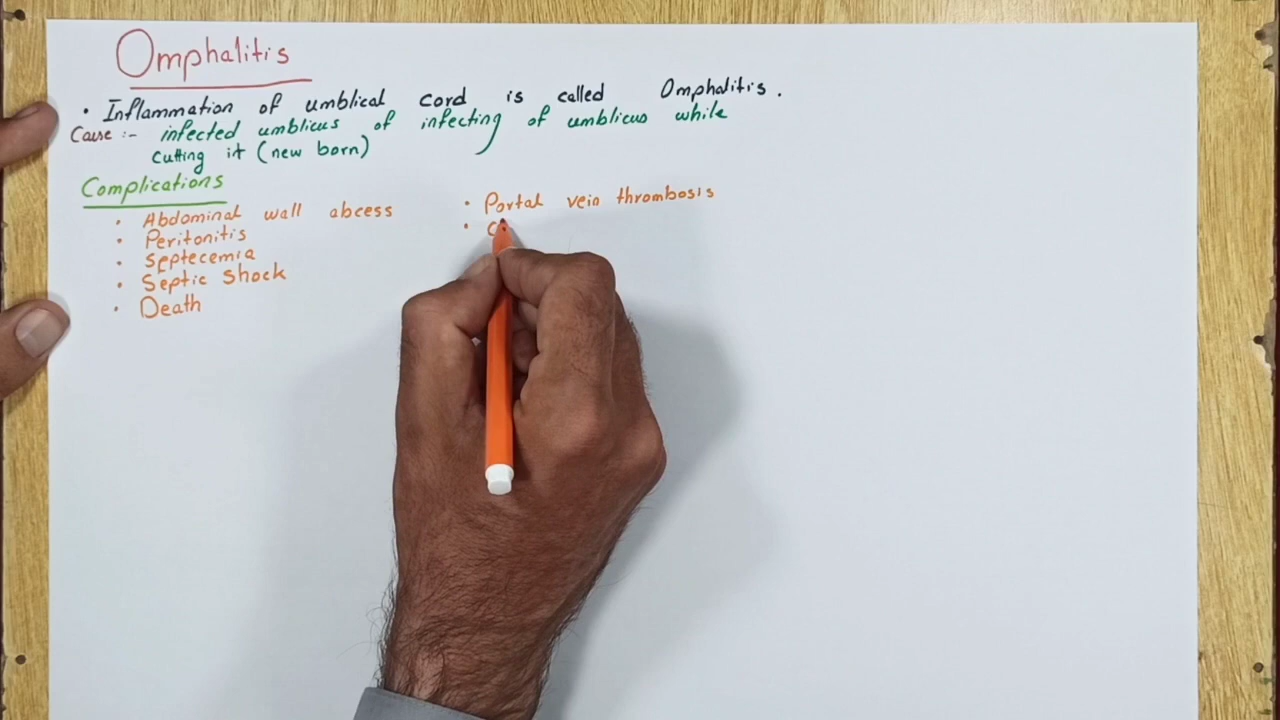 Omphalitis
• Inflammation of umblical cord is called Omphalitis.
Cause :- infected umblicus of infecting of umblicus while
cutting it (new born)
Complications
• Abdominal wall abcess
• Peritonitis
• Septecemia
• Septic shock
• Death
• Portal vein thrombosis
•